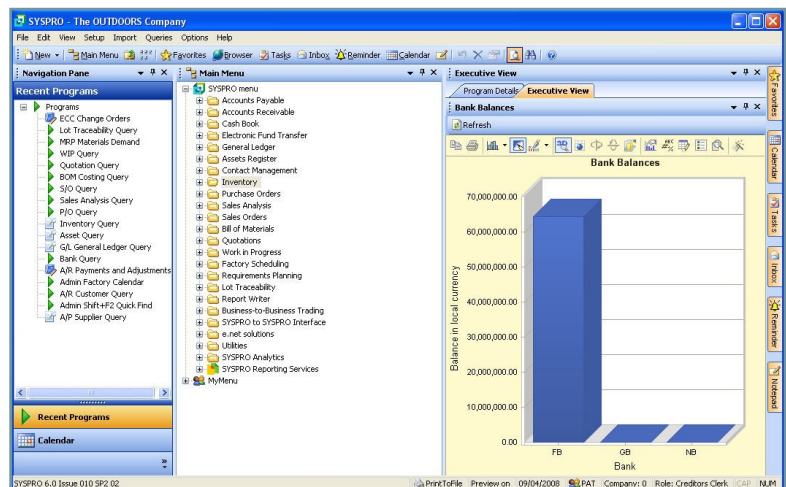 SYSPRO - The OUTDOORS Company
File Edit View Setup Import Queries Options Help
New Main Menu Favorites Browser Tasks Inbox Reminder Calendar
Navigation Pane
Recent Programs
Programs
ECC Change Orders
Lot Traceability Query
MRP Materials Demand
WIP Query
Quotation Query
BOM Costing Query
S/O Query
Sales Analysis Query
P/O Query
Inventory Query
Asset Query
G/L General Ledger Query
Bank Query
A/R Payments and Adjustments
Admin Factory Calendar
A/R Customer Query
Admin Shift+F2 Quick Find
A/P Supplier Query
Recent Programs
Calendar
Main Menu
SYSPRO menu
Accounts Payable
Accounts Receivable
Cash Book
Electronic Fund Transfer
General Ledger
Assets Register
Contact Management
Inventory
Purchase Orders
Sales Analysis
Sales Orders
Bill of Materials
Quotations
Work in Progress
Factory Scheduling
Requirements Planning
Lot Traceability
Report Writer
Business-to-Business Trading
SYSPRO to SYSPRO Interface
e.net solutions
Utilities
SYSPRO Analytics
SYSPRO Reporting Services
MyMenu
Executive View
Program Details Executive View
Bank Balances
Refresh
Bank Balances
70,000,000.00
60,000,000.00
50,000,000.00
40,000,000.00
30,000,000.00
20,000,000.00
10,000,000.00
0.00
Balance in local currency
FB GB NB
Bank
Favorites
Calendar
Tasks
Inbox
Reminder
Notepad
SYSPRO 6.0 Issue 010 SP2 02
PrintToFile Preview on 09/04/2008 PAT Company: 0 Role: Creditors Clerk CAP NUM